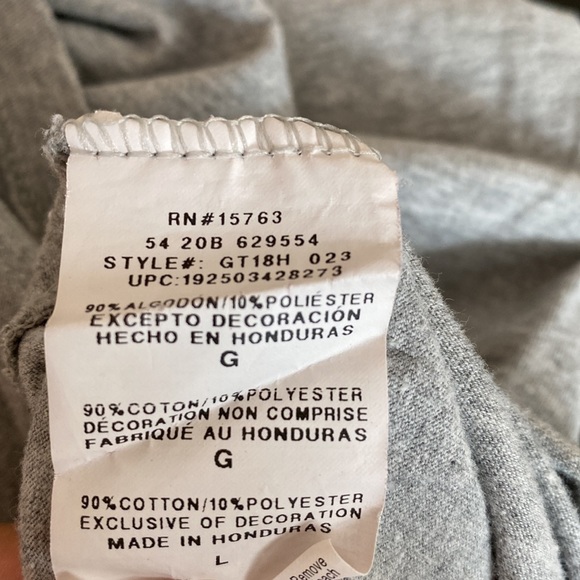 RN#15763
54 20B 629554
STYLE#: GT18H 023
UPC:192503428273
90%ALGODON/10%POLIÉSTER
EXCEPTO DECORACIÓN
HECHO EN HONDURAS
G
90%COTON/10%POLYESTER
DÉCORATION NON COMPRISE
FABRIQUÉ AU HONDURAS
G
90%COTTON/10%POLYESTER
EXCLUSIVE OF DECORATION
MADE IN HONDURAS
L
Remove